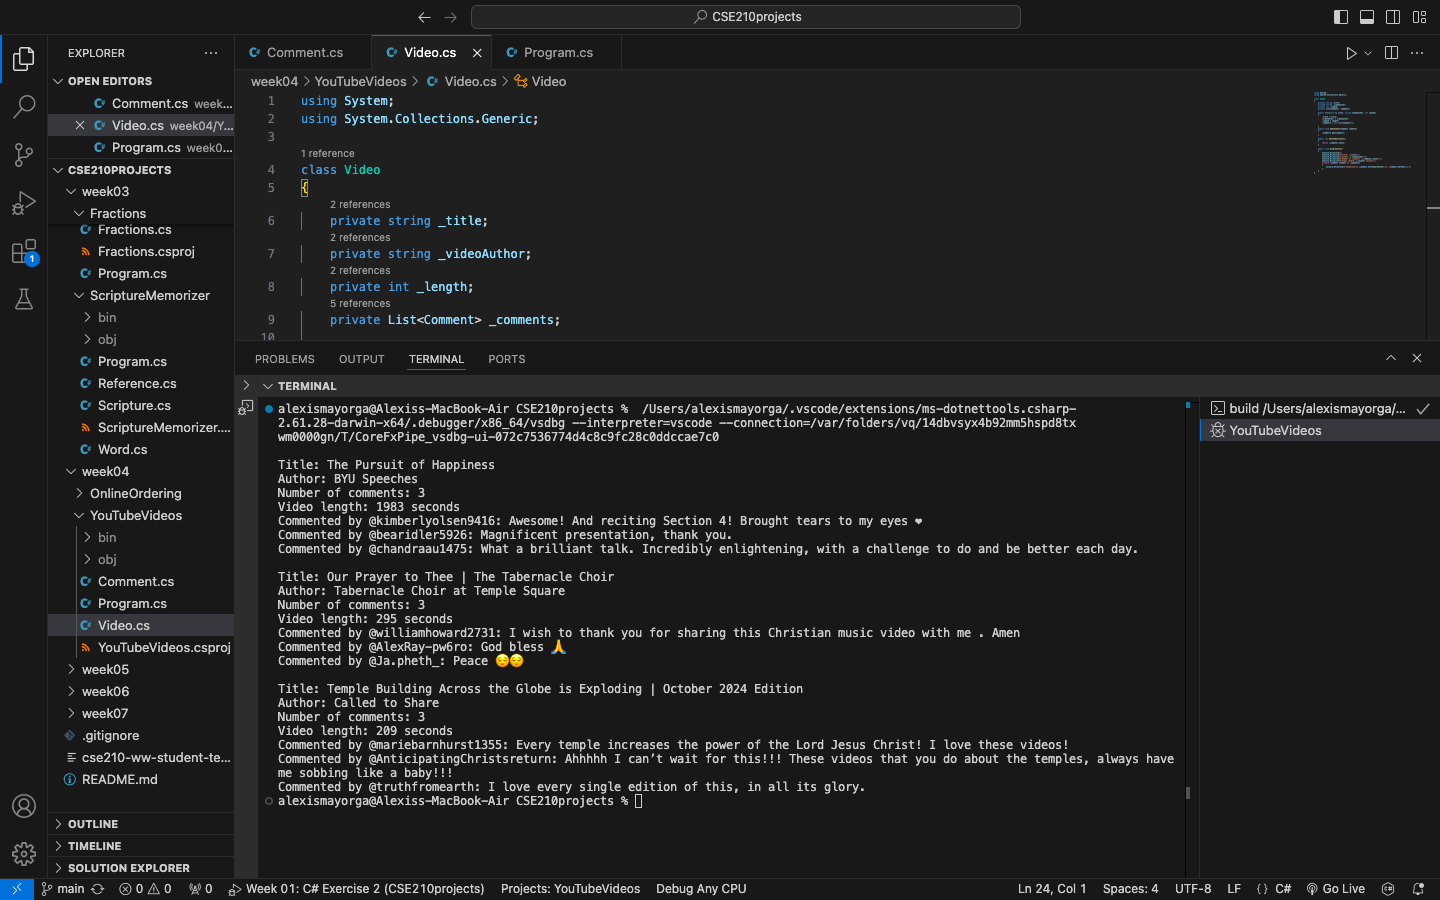 CSE210projects
EXPLORER
OPEN EDITORS
Comment.cs week...
Video.cs week04/Y...
Program.cs week0...
CSE210PROJECTS
week03
Fractions
Fractions.cs
Fractions.csproj
Program.cs
ScriptureMemorizer
bin
obj
Program.cs
Reference.cs
Scripture.cs
ScriptureMemorizer....
Word.cs
week04
OnlineOrdering
YouTubeVideos
bin
obj
Comment.cs
Program.cs
Video.cs
YouTubeVideos.csproj
week05
week06
week07
.gitignore
cse210-ww-student-te...
README.md
OUTLINE
TIMELINE
SOLUTION EXPLORER
1
Comment.cs Video.cs Program.cs
week04 > YouTubeVideos > Video.cs > Video
1 using System;
2 using System.Collections.Generic;
3
1 reference
4 class Video
5 {
2 references
6 private string _title;
2 references
7 private string _videoAuthor;
2 references
8 private int _length;
5 references
9 private List<Comment> _comments;
10
PROBLEMS OUTPUT TERMINAL PORTS
TERMINAL
alexismayorga@Alexiss-MacBook-Air CSE210projects % /Users/alexismayorga/.vscode/extensions/ms-dotnettools.csharp-
2.61.28-darwin-x64/.debugger/x86_64/vsdbg --interpreter=vscode --connection=/var/folders/vq/14dbvsyx4b92mm5hspd8tx
wm0000gn/T/CoreFxPipe_vsdbg-ui-072c7536774d4c8c9fc28c0ddccae7c0
Title: The Pursuit of Happiness
Author: BYU Speeches
Number of comments: 3
Video length: 1983 seconds
Commented by @kimberlyolsen9416: Awesome! And reciting Section 4! Brought tears to my eyes ❤
Commented by @bearidler5926: Magnificent presentation, thank you.
Commented by @chandraau1475: What a brilliant talk. Incredibly enlightening, with a challenge to do and be better each day.
Title: Our Prayer to Thee | The Tabernacle Choir
Author: Tabernacle Choir at Temple Square
Number of comments: 3
Video length: 295 seconds
Commented by @williamhoward2731: I wish to thank you for sharing this Christian music video with me . Amen
Commented by @AlexRay-pw6ro: God bless 🙏
Commented by @Ja.pheth_: Peace 😌😌
Title: Temple Building Across the Globe is Exploding | October 2024 Edition
Author: Called to Share
Number of comments: 3
Video length: 209 seconds
Commented by @mariebarnhurst1355: Every temple increases the power of the Lord Jesus Christ! I love these videos!
Commented by @AnticipatingChristsreturn: Ahhhhh I can’t wait for this!!! These videos that you do about the temples, always have
me sobbing like a baby!!!
Commented by @truthfromearth: I love every single edition of this, in all its glory.
alexismayorga@Alexiss-MacBook-Air CSE210projects %
build /Users/alexismayorga/...
YouTubeVideos
main 0 0 0 Week 01: C# Exercise 2 (CSE210projects) Projects: YouTubeVideos Debug Any CPU Ln 24, Col 1 Spaces: 4 UTF-8 LF {} C# Go Live